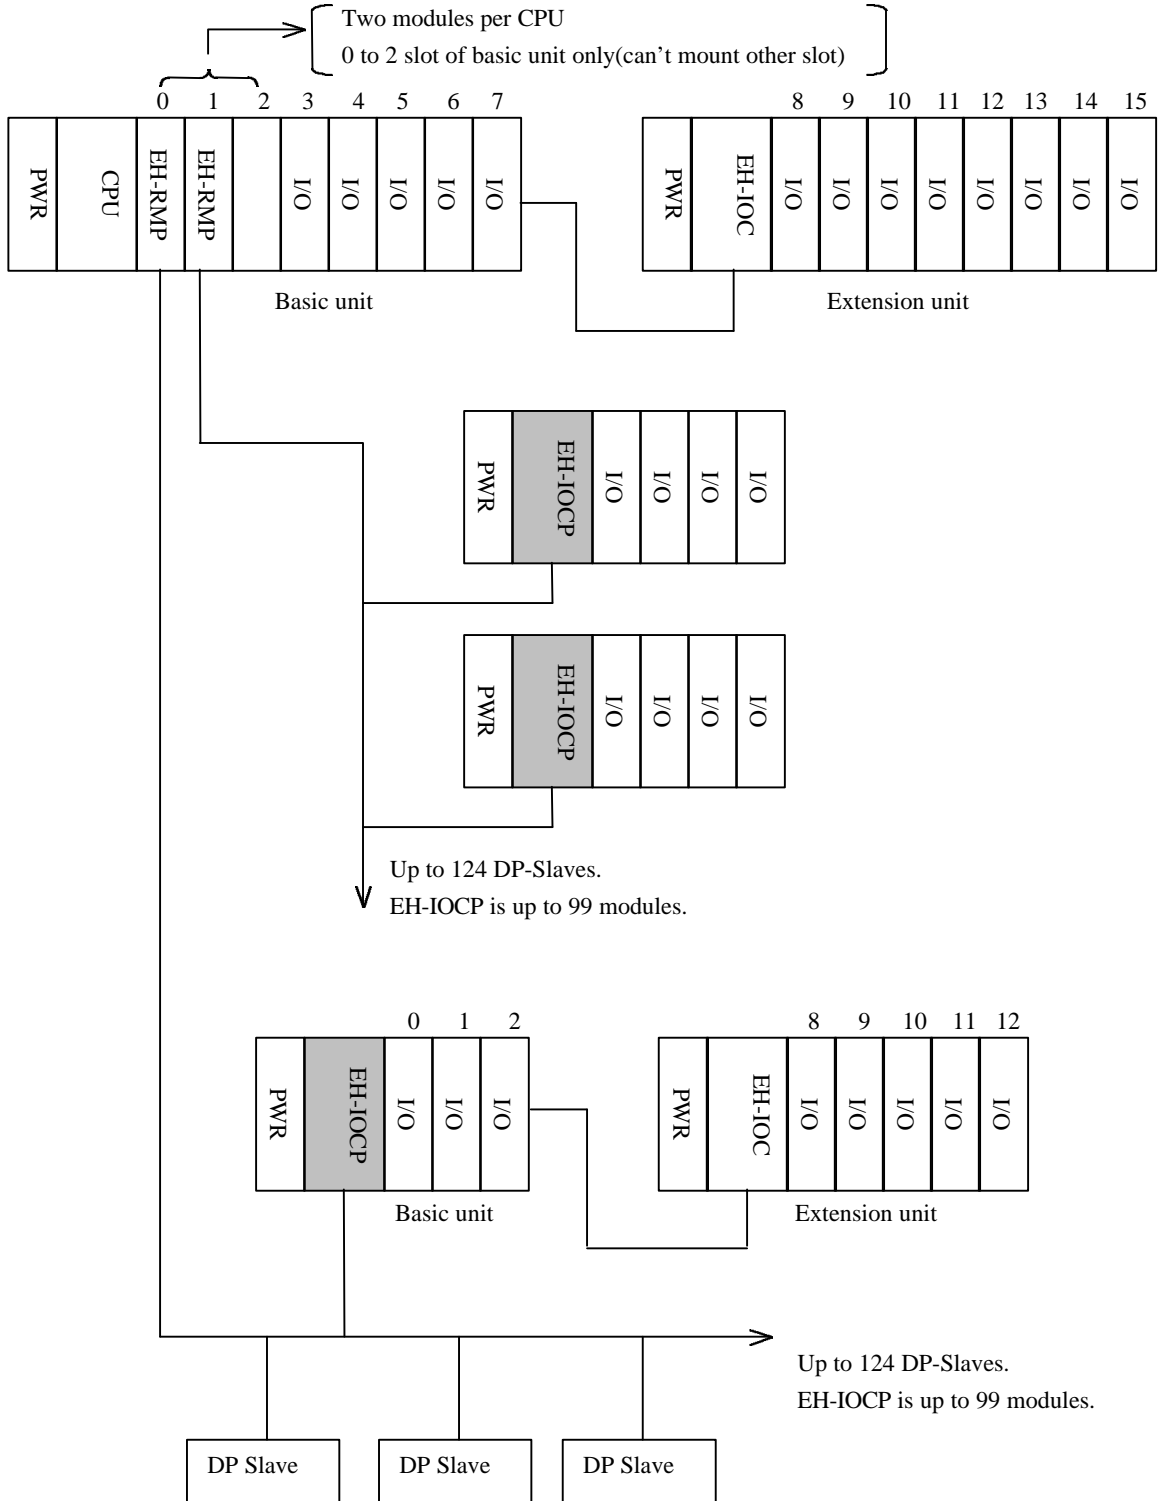 Two modules per CPU
0 to 2 slot of basic unit only(can't mount other slot)
0 1 2 3 4 5 6 7
8 9 10 11 12 13 14 15
PWR CPU EH-RMP EH-RMP I/O I/O I/O I/O I/O
PWR EH-IOC I/O I/O I/O I/O I/O I/O I/O I/O
Basic unit
Extension unit
PWR EH-IOCP I/O I/O I/O I/O
PWR EH-IOCP I/O I/O I/O I/O
Up to 124 DP-Slaves.
EH-IOCP is up to 99 modules.
0 1 2
8 9 10 11 12
PWR EH-IOCP I/O I/O I/O
PWR EH-IOC I/O I/O I/O I/O I/O
Basic unit
Extension unit
Up to 124 DP-Slaves.
EH-IOCP is up to 99 modules.
DP Slave
DP Slave
DP Slave